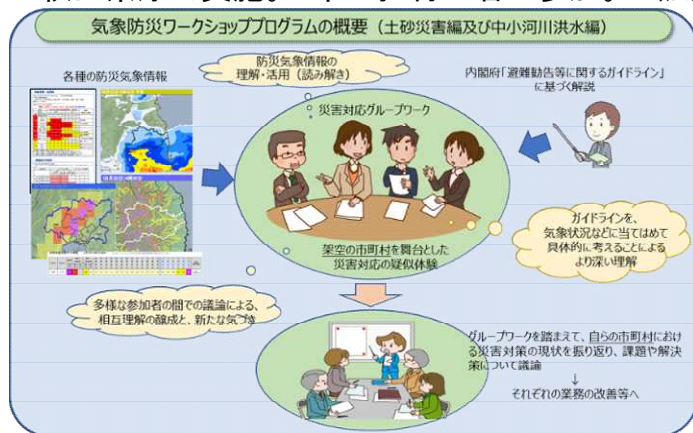 気象防災ワークショッププログラムの概要（土砂災害編及び中小河川洪水編）
防災気象情報の
理解・活用（読み解き）
各種の防災気象情報
内閣府「避難勧告等に関するガイドライン」
に基づく解説
災害対応グループワーク
架空の市町村を舞台とした
災害対応の疑似体験
ガイドラインを、
気象状況などに当てはめて
具体的に考えることによる
より深い理解
多様な参加者の間での議論による、
相互理解の醸成と、新たな気づき
グループワークを踏まえて、自らの市町村におけ
る災害対策の現状を振り返り、課題や解決
策について議論
↓
それぞれの業務の改善等へ